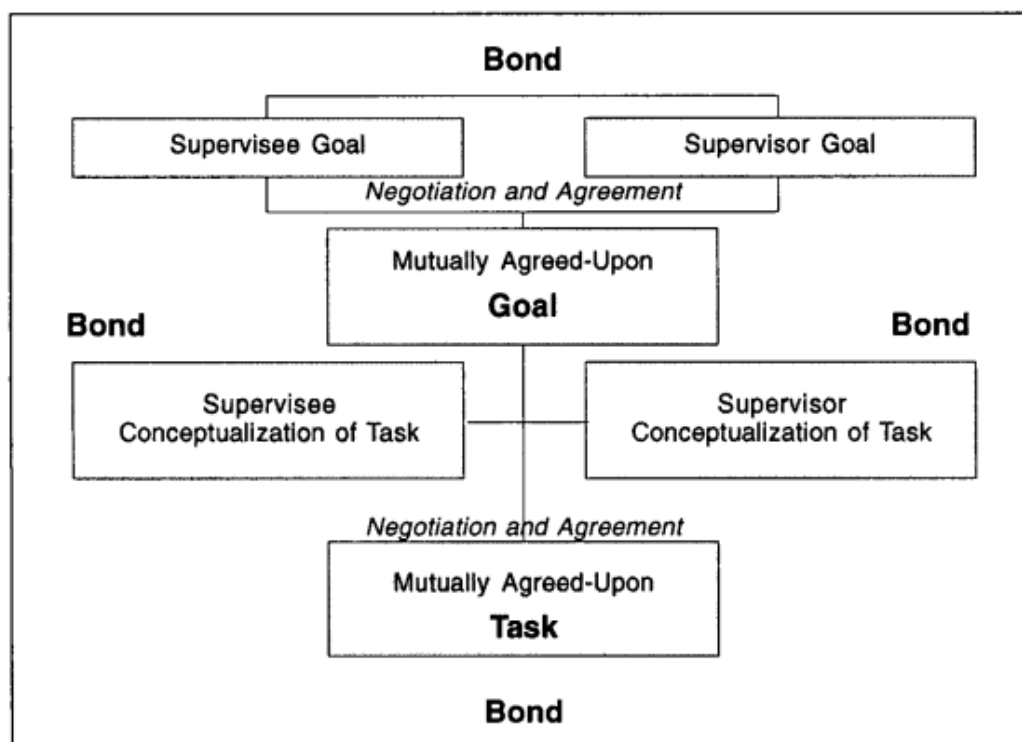 Bond
Supervisee Goal
Supervisor Goal
Negotiation and Agreement
Mutually Agreed-Upon
Goal
Bond
Bond
Supervisee
Conceptualization of Task
Supervisor
Conceptualization of Task
Negotiation and Agreement
Mutually Agreed-Upon
Task
Bond